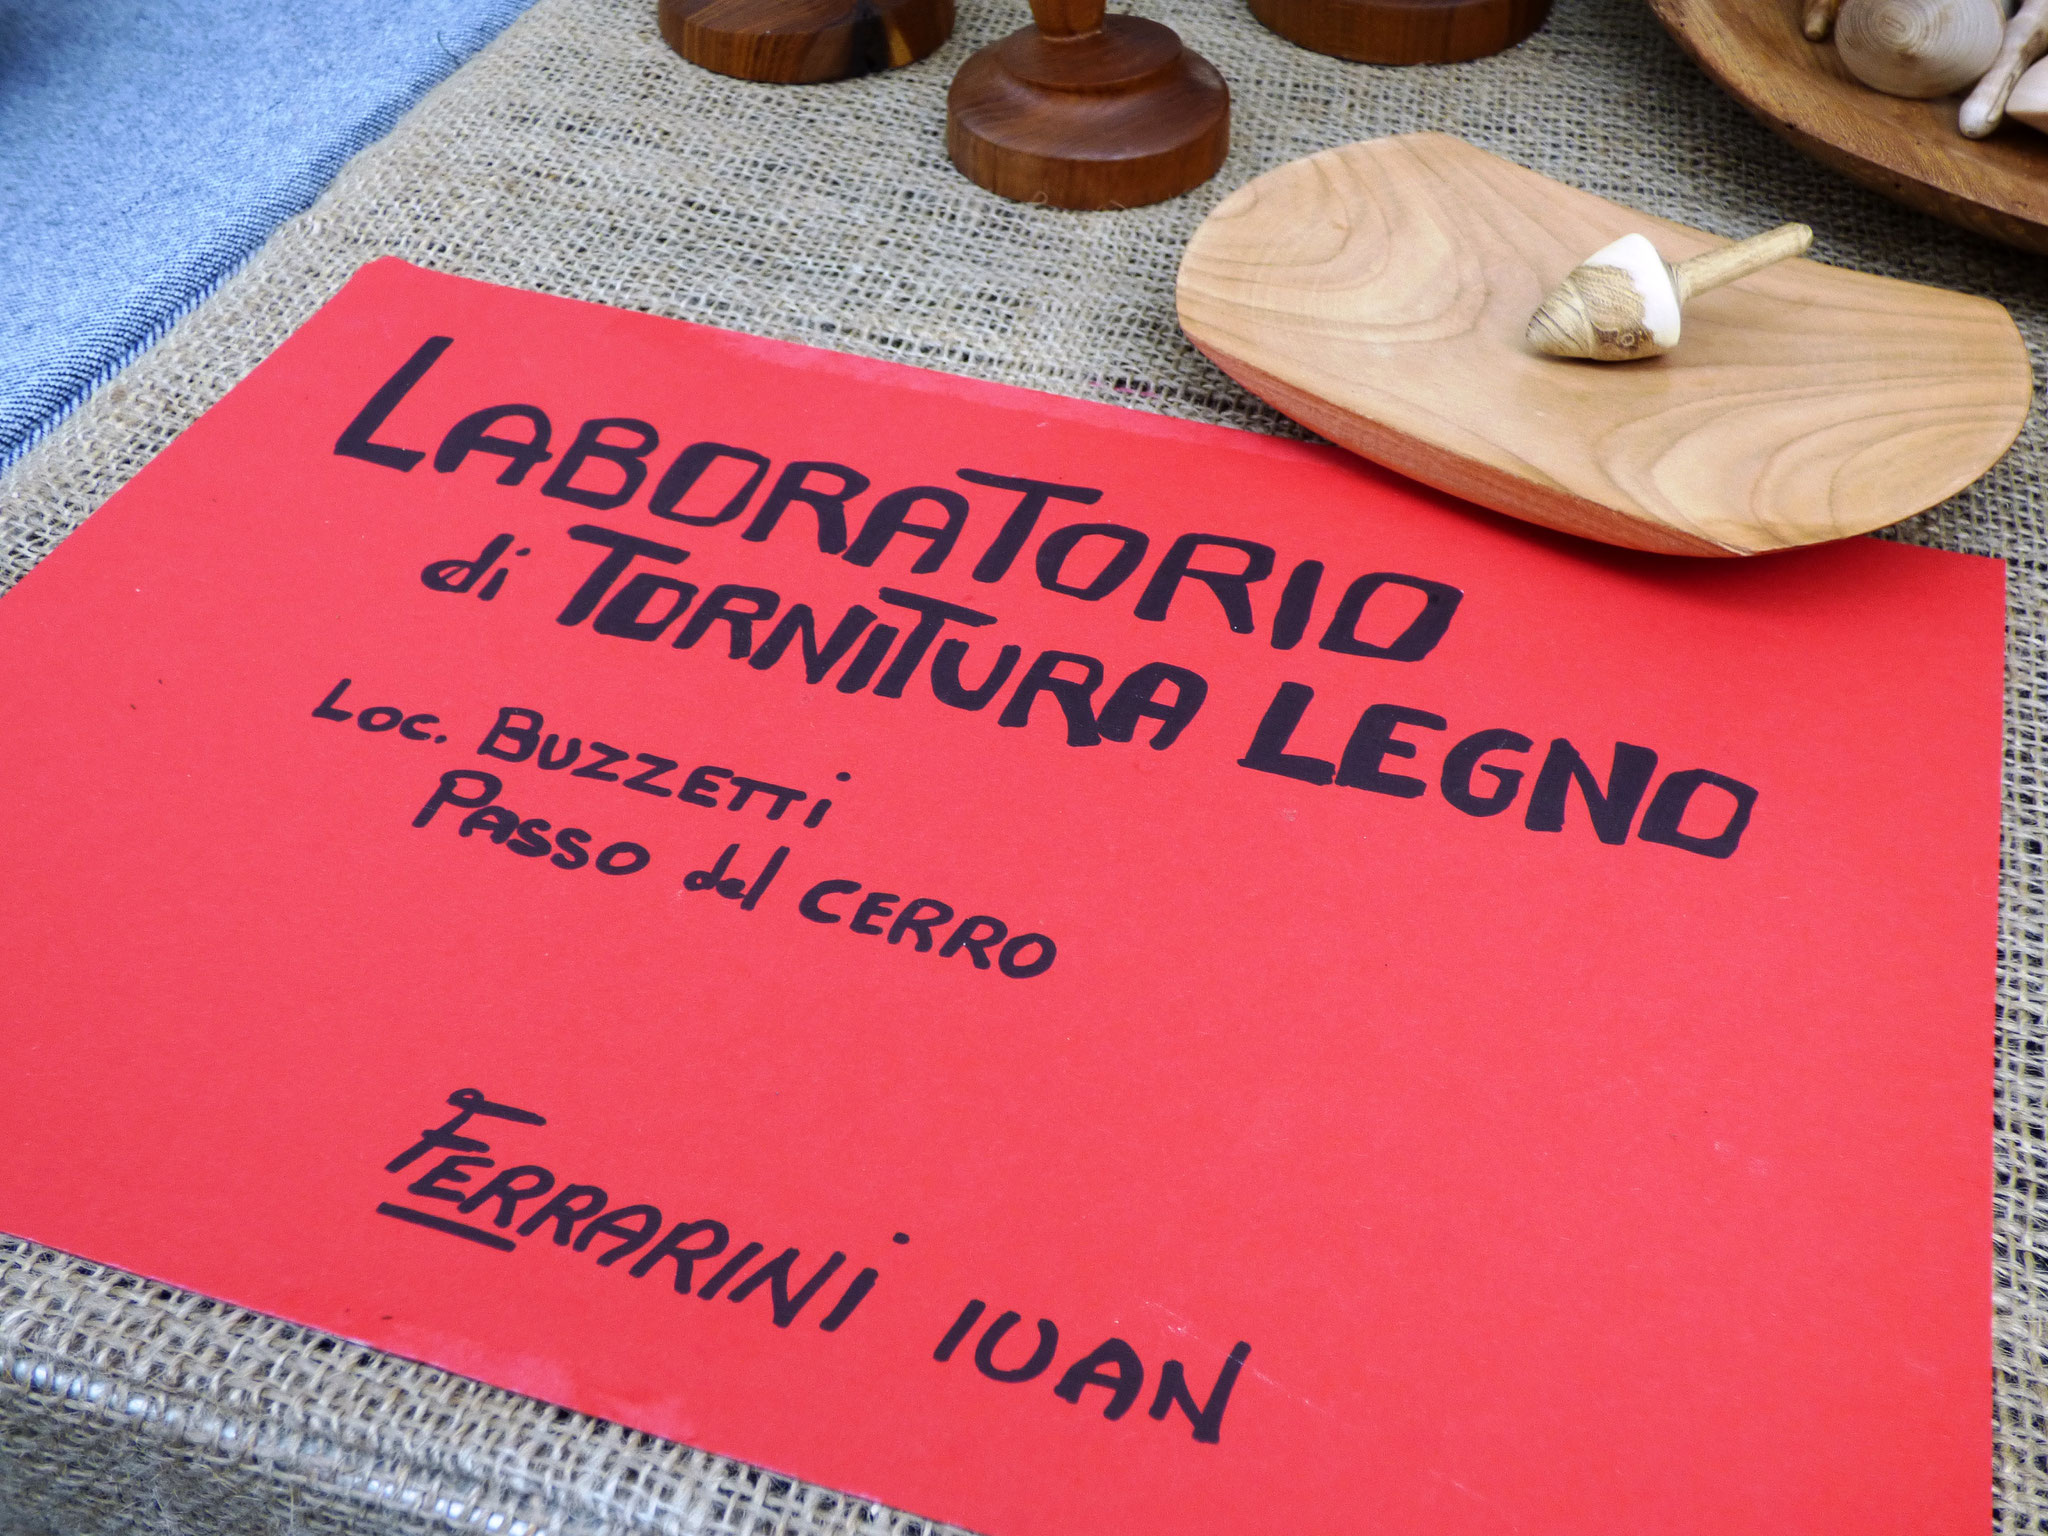 LABORATORIO
di TORNITURA LEGNO
Loc. BUZZETTi
PASSO del CERRO
FERRARINi IVAN